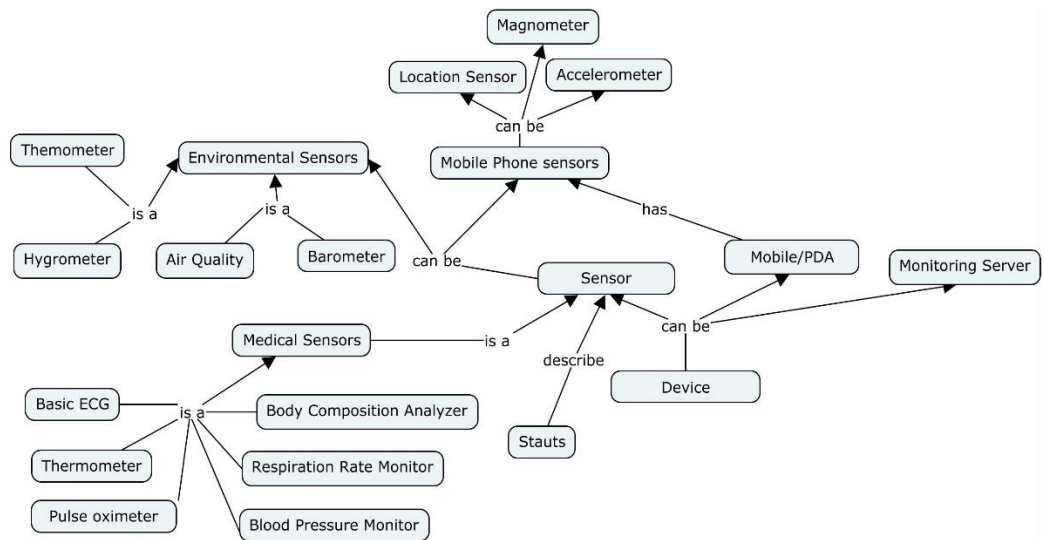 Magnometer
Location Sensor
Accelerometer
can be
Themometer
Environmental Sensors
Mobile Phone sensors
is a
is a
has
Hygrometer
Air Quality
Barometer
can be
Sensor
Mobile/PDA
Monitoring Server
Medical Sensors
is a
can be
describe
Device
Basic ECG
is a
Body Composition Analyzer
Stauts
Thermometer
Respiration Rate Monitor
Pulse oximeter
Blood Pressure Monitor